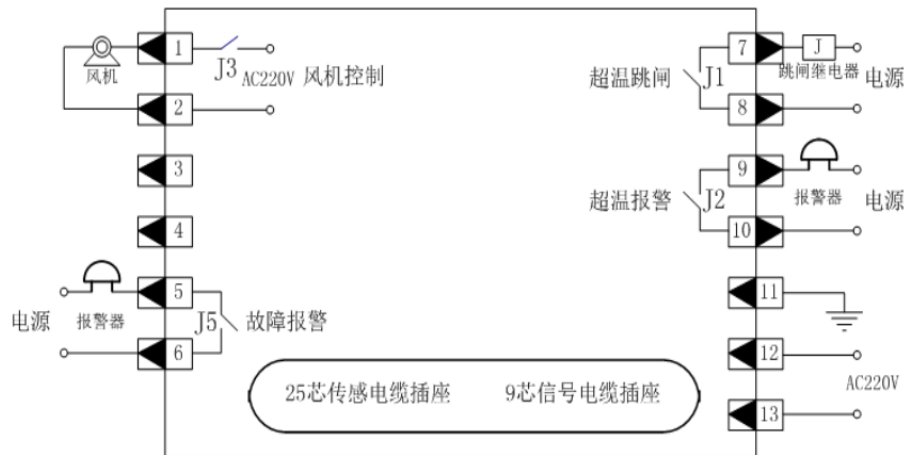 风机
1
J3
AC220V 风机控制
2
3
4
5
电源
报警器
J5
故障报警
6
7
J
跳闸继电器
超温跳闸
J1
电源
8
9
超温报警
J2
报警器
电源
10
11
12
AC220V
13
25芯传感电缆插座
9芯信号电缆插座